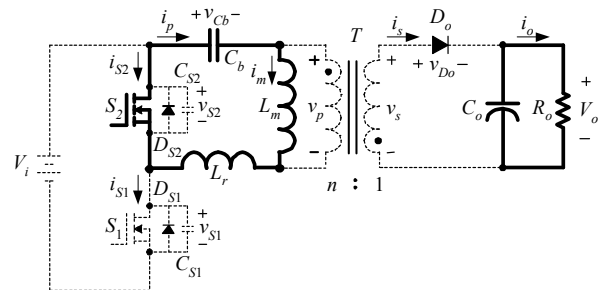 i_p + v_Cb − T i_s D_o i_o
i_S2 C_S2 C_b i_m + + + v_Do − +
S_2 + v_S2 − L_m v_p v_s C_o R_o V_o
D_S2 − − −
V_i L_r n : 1
i_S1 D_S1
S_1 + v_S1 −
C_S1